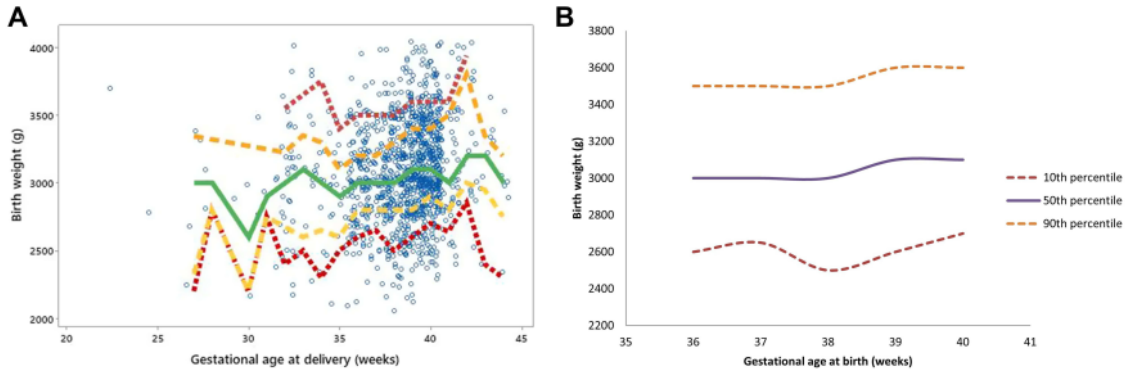 A
Birth weight (g)
4000
3500
3000
2500
2000
20
30
35
40
45
Gestational age at delivery (weeks)
B
Birth weight (g)
3800
3600
3400
3200
3000
2800
2600
2400
2200
35
36
37
38
39
40
41
Gestational age at birth (weeks)
10th percentile
50th percentile
90th percentile